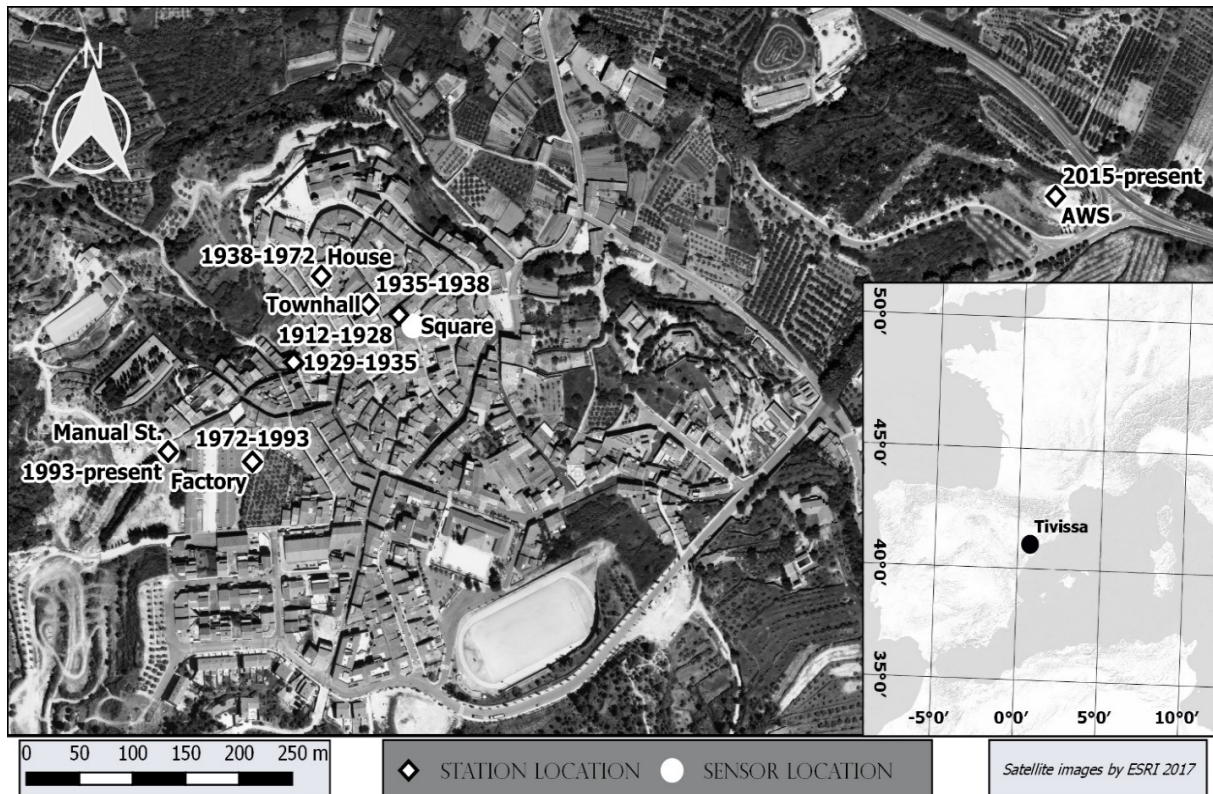 N
2015-present
AWS
1938-1972 House
1935-1938
Townhall
Square
1912-1928
1929-1935
Manual St.
1972-1993
1993-present
Factory
50°0'
45°0'
40°0'
35°0'
Tivissa
-5°0' 0°0' 5°0' 10°0'
0 50 100 150 200 250 m
STATION LOCATION SENSOR LOCATION
Satellite images by ESRI 2017